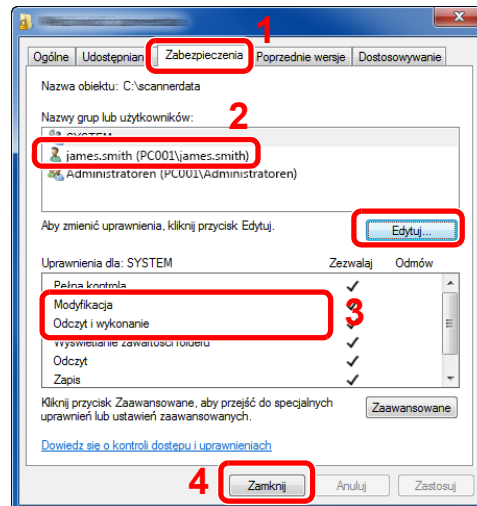 1
Ogólne Udostępnian Zabezpieczenia Poprzednie wersje Dostosowywanie
Nazwa obiektu: C:\scannerdata
Nazwy grup lub użytkowników:
2
SYSTEM
james.smith (PC001\james.smith)
Administratoren (PC001\Administratoren)
Aby zmienić uprawnienia, kliknij przycisk Edytuj.
Edytuj...
Uprawnienia dla: SYSTEM Zezwalaj Odmów
Pełna kontrola
Modyfikacja
3
Odczyt i wykonanie
Wyświetlanie zawartości folderu
Odczyt
Zapis
Kliknij przycisk Zaawansowane, aby przejść do specjalnych
uprawnień lub ustawień zaawansowanych.
Zaawansowane
Dowiedz się o kontroli dostępu i uprawnieniach
4
Zamknij Anuluj Zastosuj